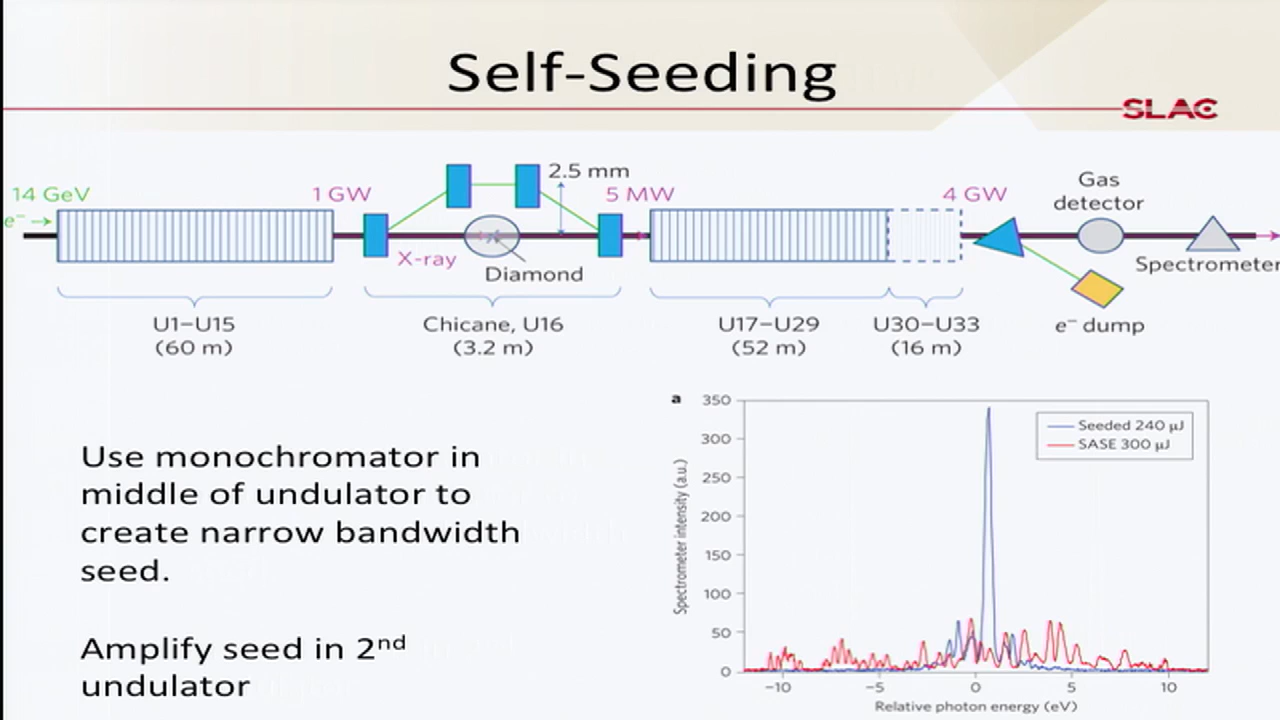 Self-Seeding
SLAC
14 GeV
e⁻
1 GW
2.5 mm
5 MW
4 GW
Gas
detector
X-ray
Diamond
Spectrometer
U1–U15
(60 m)
Chicane, U16
(3.2 m)
U17–U29
(52 m)
U30–U33
(16 m)
e⁻ dump
Use monochromator in
middle of undulator to
create narrow bandwidth
seed.
Amplify seed in 2nd
undulator
a
350
300
250
200
150
100
50
0
Spectrometer intensity (a.u.)
Seeded 240 μJ
SASE 300 μJ
−10
−5
0
5
10
Relative photon energy (eV)